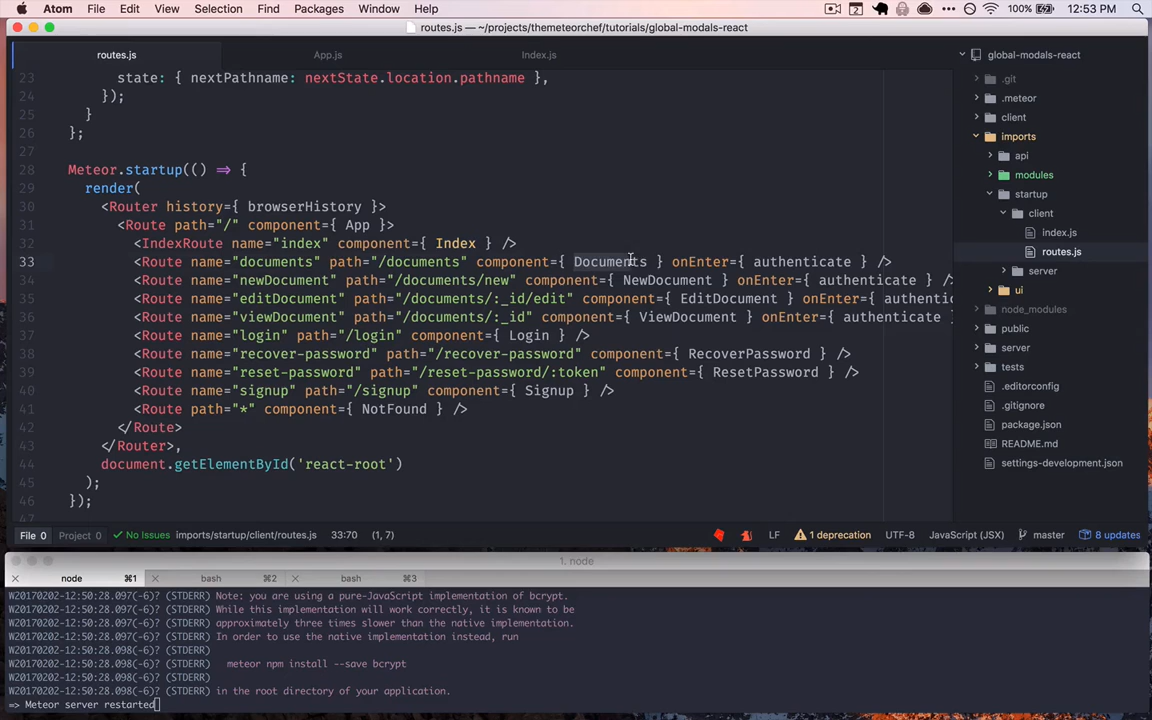 Atom File Edit View Selection Find Packages Window Help 2 100% 12:53 PM
routes.js — ~/projects/themeteorchef/tutorials/global-modals-react
routes.js App.js Index.js
23 state: { nextPathname: nextState.location.pathname },
24 });
25 }
26 };
27
28 Meteor.startup(() => {
29 render(
30 <Router history={ browserHistory }>
31 <Route path="/" component={ App }>
32 <IndexRoute name="index" component={ Index } />
33 <Route name="documents" path="/documents" component={ Documents } onEnter={ authenticate } />
34 <Route name="newDocument" path="/documents/new" component={ NewDocument } onEnter={ authenticate } />
35 <Route name="editDocument" path="/documents/:_id/edit" component={ EditDocument } onEnter={ authentic
36 <Route name="viewDocument" path="/documents/:_id" component={ ViewDocument } onEnter={ authenticate }
37 <Route name="login" path="/login" component={ Login } />
38 <Route name="recover-password" path="/recover-password" component={ RecoverPassword } />
39 <Route name="reset-password" path="/reset-password/:token" component={ ResetPassword } />
40 <Route name="signup" path="/signup" component={ Signup } />
41 <Route path="*" component={ NotFound } />
42 </Route>
43 </Router>,
44 document.getElementById('react-root')
45 );
46 });
47
global-modals-react
.git
.meteor
client
imports
api
modules
startup
client
index.js
routes.js
server
ui
node_modules
public
server
tests
.editorconfig
.gitignore
package.json
README.md
settings-development.json
File 0 Project 0 No Issues imports/startup/client/routes.js 33:70 (1, 7) LF 1 deprecation UTF-8 JavaScript (JSX) master 8 updates
1. node
node ⌘1 bash ⌘2 bash ⌘3
W20170202-12:50:28.097(-6)? (STDERR) Note: you are using a pure-JavaScript implementation of bcrypt.
W20170202-12:50:28.097(-6)? (STDERR) While this implementation will work correctly, it is known to be
W20170202-12:50:28.097(-6)? (STDERR) approximately three times slower than the native implementation.
W20170202-12:50:28.098(-6)? (STDERR) In order to use the native implementation instead, run
W20170202-12:50:28.098(-6)? (STDERR)
W20170202-12:50:28.098(-6)? (STDERR) meteor npm install --save bcrypt
W20170202-12:50:28.098(-6)? (STDERR)
W20170202-12:50:28.098(-6)? (STDERR) in the root directory of your application.
=> Meteor server restarted